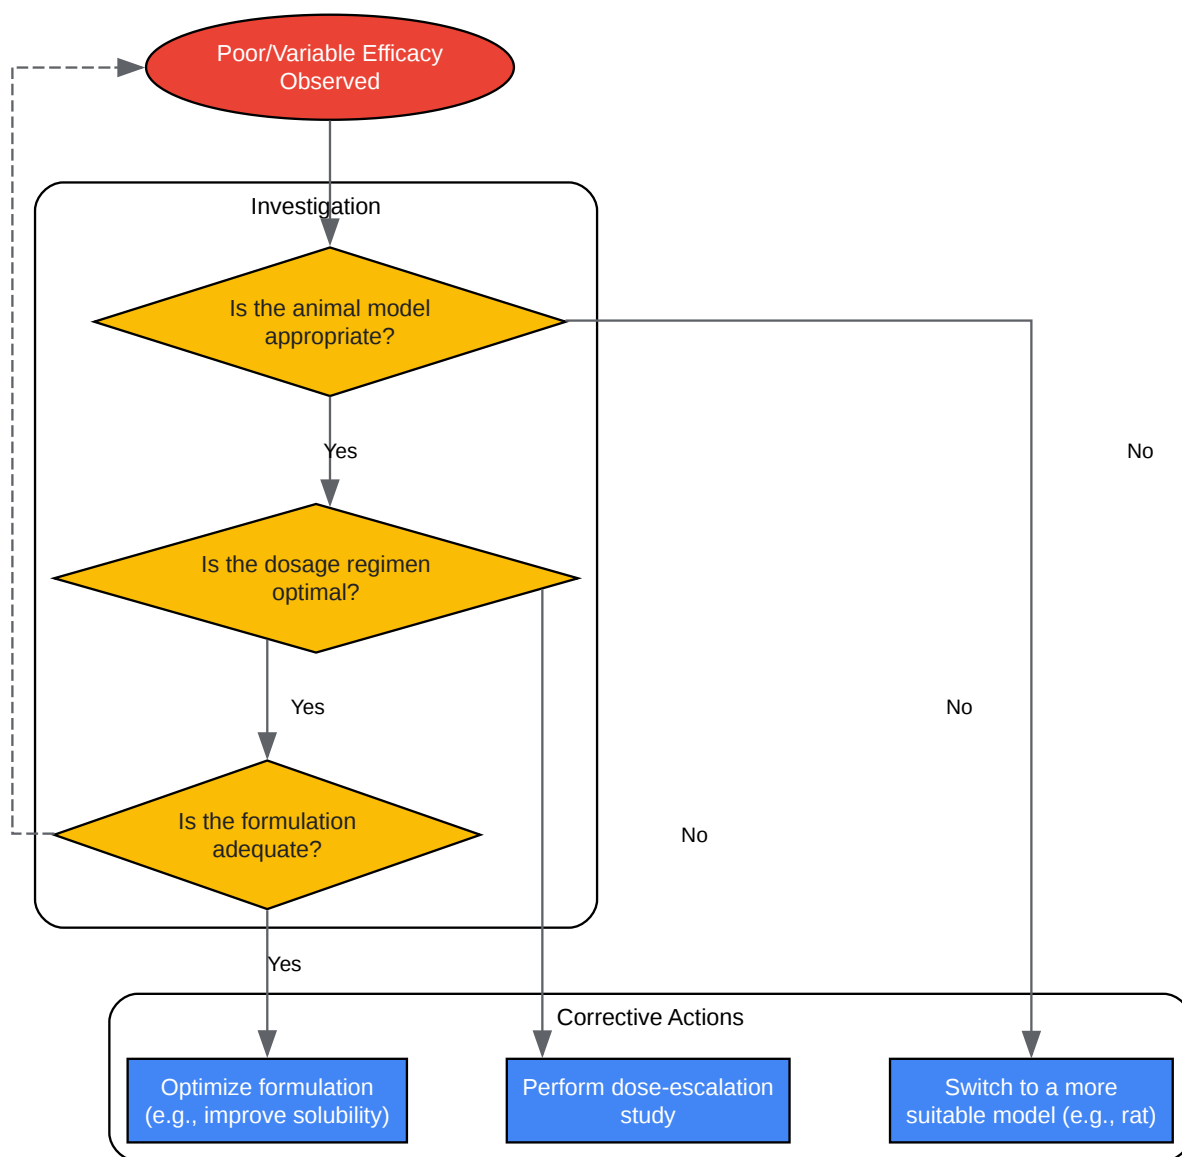 Poor/Variable Efficacy
Observed
Investigation
Is the animal model
appropriate?
Yes
No
Is the dosage regimen
optimal?
Yes
No
Is the formulation
adequate?
No
Yes
Corrective Actions
Optimize formulation
(e.g., improve solubility)
Perform dose-escalation
study
Switch to a more
suitable model (e.g., rat)